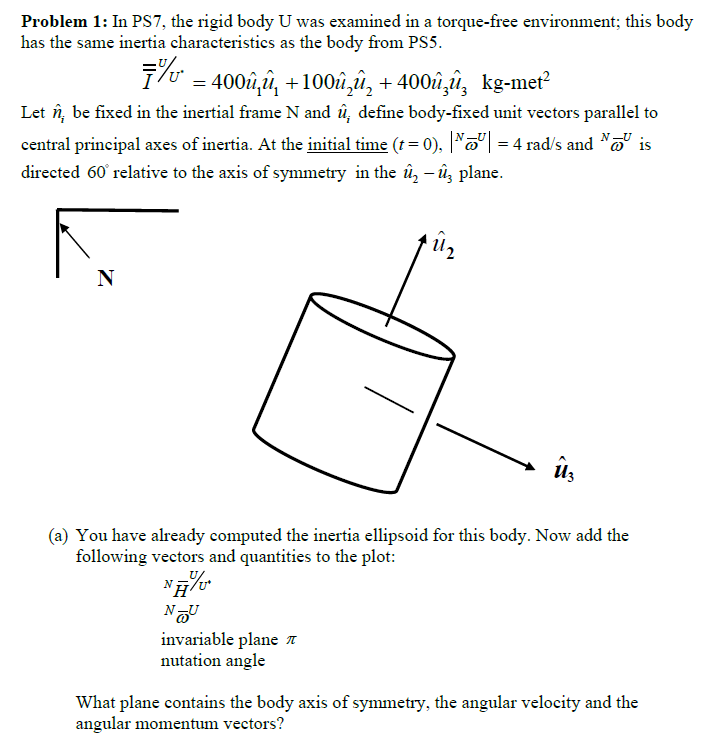 Problem 1: In PS7, the rigid body U was examined in a torque-free environment; this body
has the same inertia characteristics as the body from PS5.
I̿^{U/U*} = 400û₁û₁ + 100û₂û₂ + 400û₃û₃ kg-met²
Let n̂ᵢ be fixed in the inertial frame N and ûᵢ define body-fixed unit vectors parallel to
central principal axes of inertia. At the initial time (t = 0), |ᴺω̅ᵁ| = 4 rad/s and ᴺω̅ᵁ is
directed 60° relative to the axis of symmetry in the û₂ – û₃ plane.
N
û₂
û₃
(a) You have already computed the inertia ellipsoid for this body. Now add the
following vectors and quantities to the plot:
ᴺH̅^{U/U*}
ᴺω̅ᵁ
invariable plane π
nutation angle
What plane contains the body axis of symmetry, the angular velocity and the
angular momentum vectors?